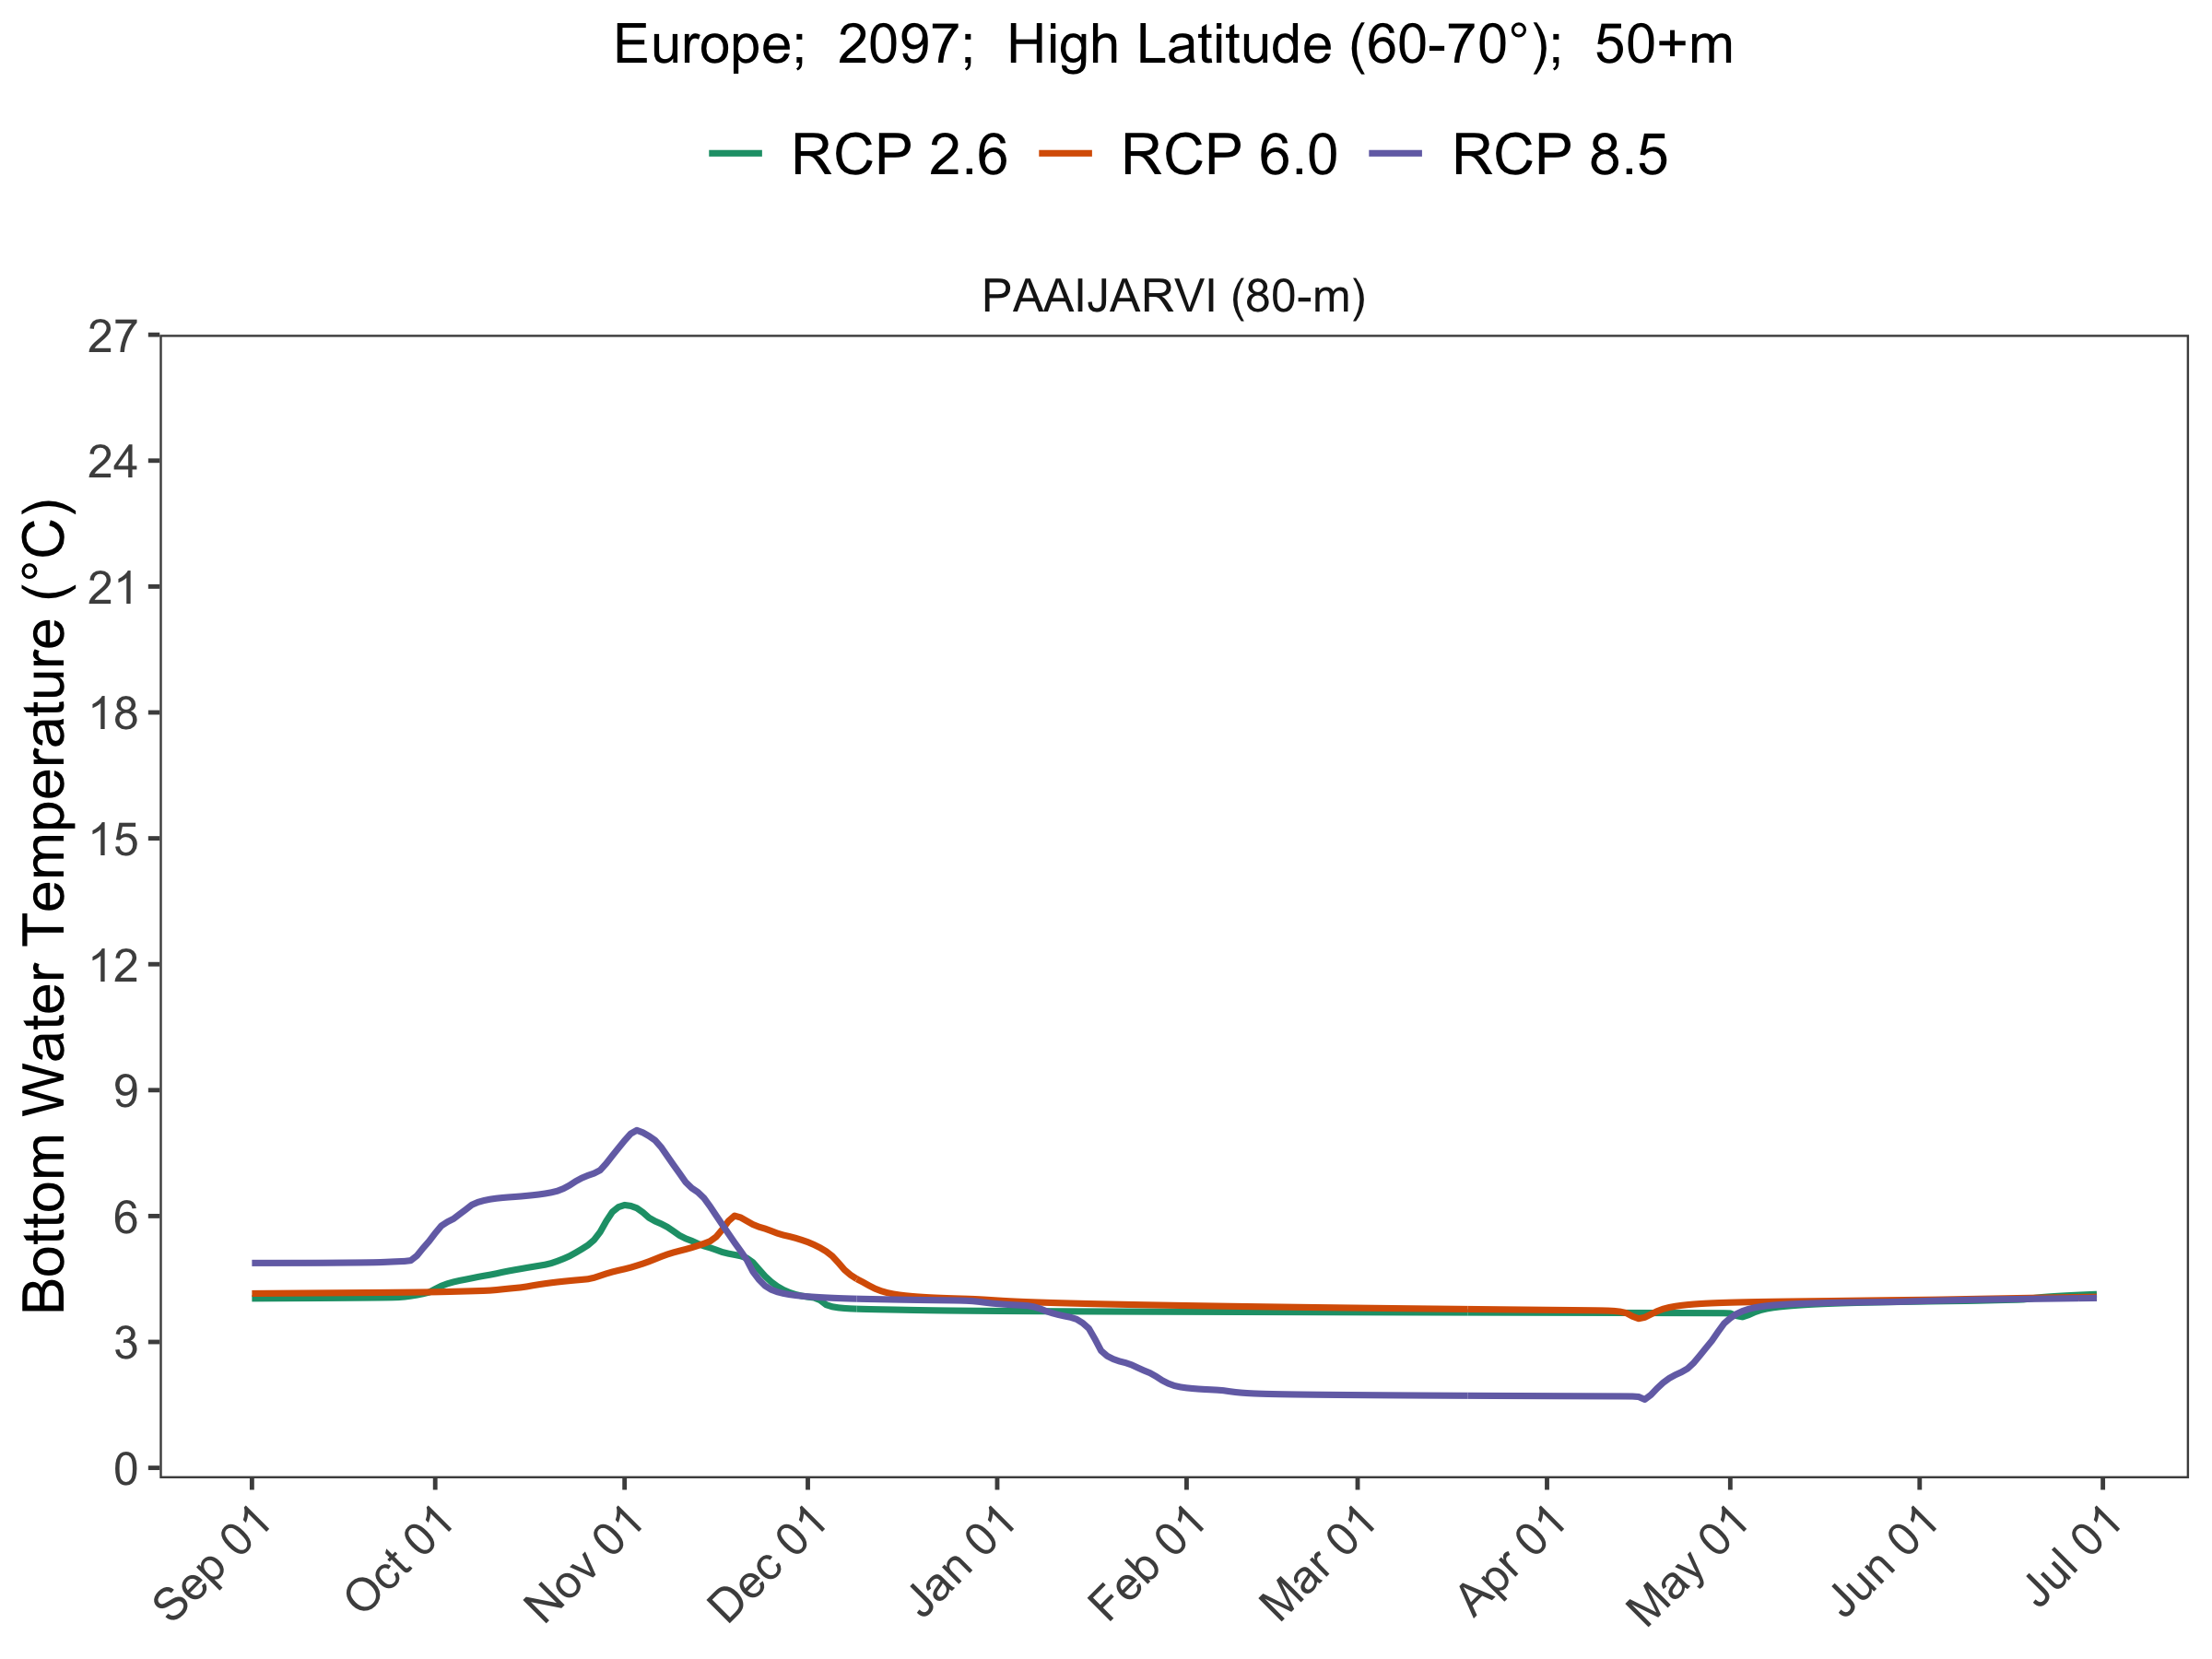 Europe; 2097; High Latitude (60-70°); 50+m
RCP 2.6 RCP 6.0 RCP 8.5
PAAIJARVI (80-m)
Bottom Water Temperature (°C)
27
24
21
18
15
12
9
6
3
0
Sep 01 Oct 01 Nov 01 Dec 01 Jan 01 Feb 01 Mar 01 Apr 01 May 01 Jun 01 Jul 01